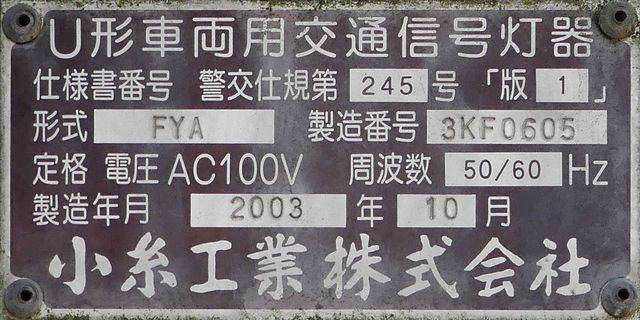 U形車両用交通信号灯器
仕様書番号 警交仕規第 245 号 「版 1 」
形式 FYA 製造番号 3KF0605
定格 電圧 AC100V 周波数 50/60 Hz
製造年月 2003 年 10 月
小糸工業株式会社